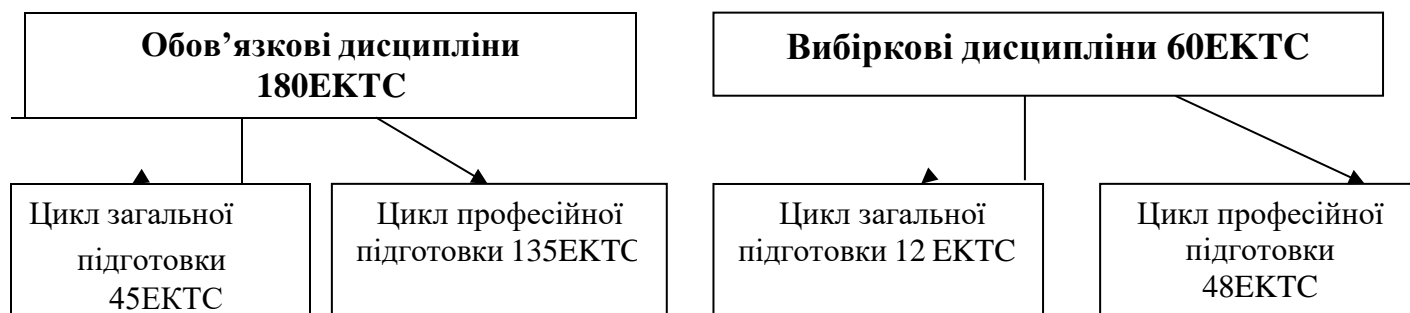 Обов’язкові дисципліни
180ЕКТС
Вибіркові дисципліни 60ЕКТС
Цикл загальної
підготовки
45ЕКТС
Цикл професійної
підготовки 135ЕКТС
Цикл загальної
підготовки 12 ЕКТС
Цикл професійної
підготовки
48ЕКТС